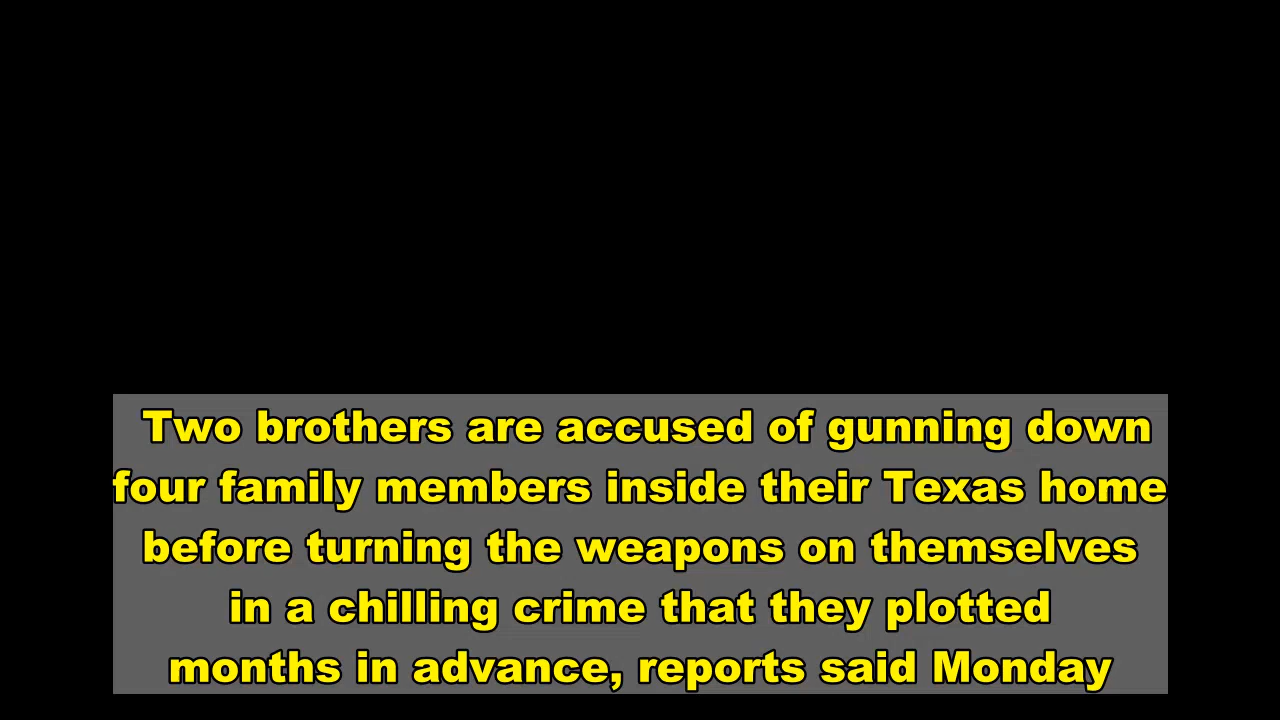 Two brothers are accused of gunning down
four family members inside their Texas home
before turning the weapons on themselves
in a chilling crime that they plotted
months in advance, reports said Monday